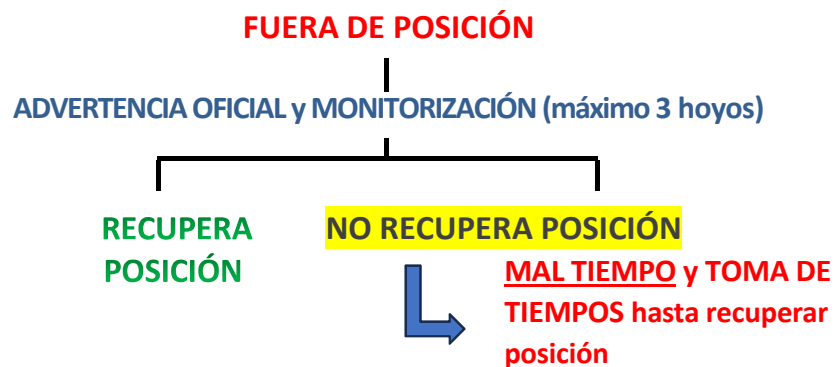 FUERA DE POSICIÓN
ADVERTENCIA OFICIAL y MONITORIZACIÓN (máximo 3 hoyos)
RECUPERA
POSICIÓN
NO RECUPERA POSICIÓN
MAL TIEMPO y TOMA DE
TIEMPOS hasta recuperar
posición